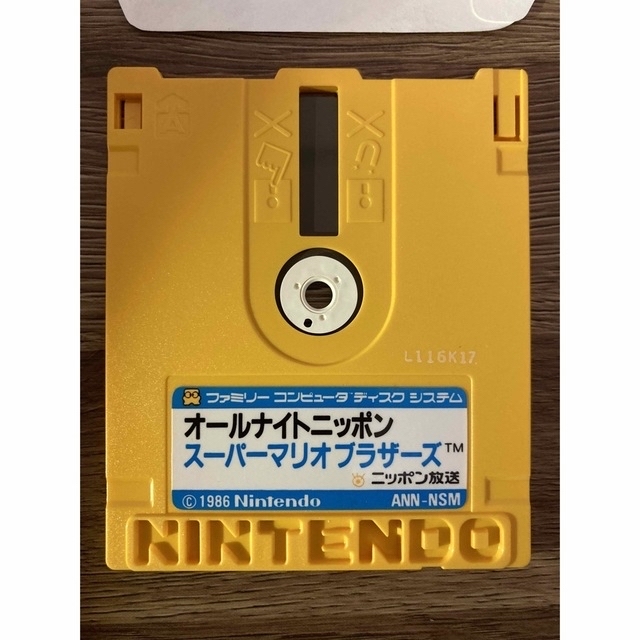 L116K17
ファミリー コンピュータ ディスク システム
オールナイトニッポン
スーパーマリオブラザーズ™
ニッポン放送
©1986 Nintendo ANN-NSM
NINTENDO